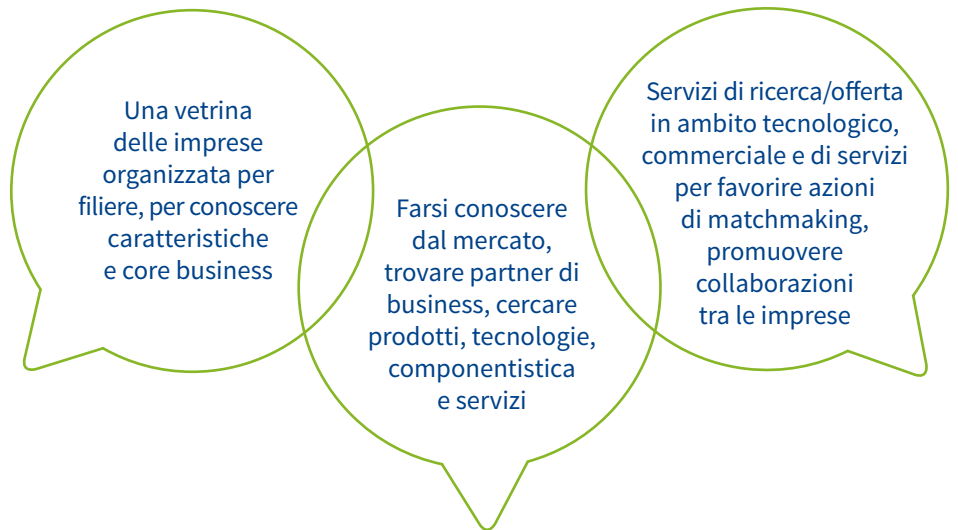 Una vetrina
delle imprese
organizzata per
filiere, per conoscere
caratteristiche
e core business
Farsi conoscere
dal mercato,
trovare partner di
business, cercare
prodotti, tecnologie,
componentistica
e servizi
Servizi di ricerca/offerta
in ambito tecnologico,
commerciale e di servizi
per favorire azioni
di matchmaking,
promuovere
collaborazioni
tra le imprese